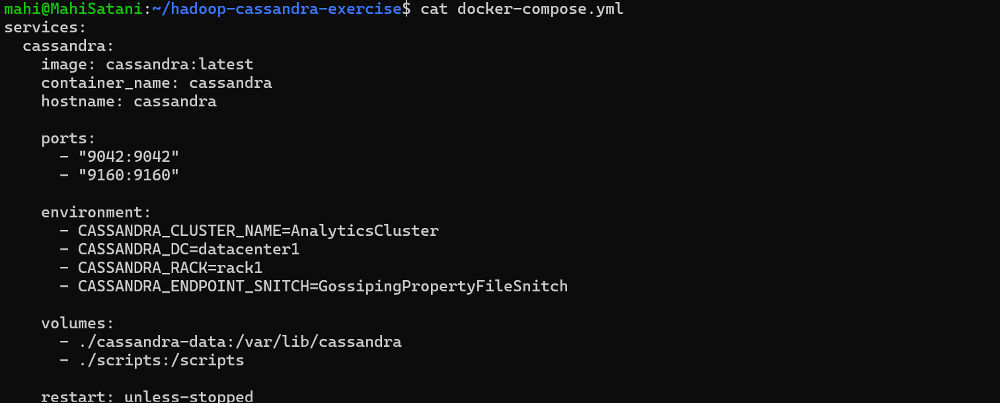 mahi@MahiSatani:~/hadoop-cassandra-exercise$ cat docker-compose.yml
services:
  cassandra:
    image: cassandra:latest
    container_name: cassandra
    hostname: cassandra

    ports:
      - "9042:9042"
      - "9160:9160"

    environment:
      - CASSANDRA_CLUSTER_NAME=AnalyticsCluster
      - CASSANDRA_DC=datacenter1
      - CASSANDRA_RACK=rack1
      - CASSANDRA_ENDPOINT_SNITCH=GossipingPropertyFileSnitch

    volumes:
      - ./cassandra-data:/var/lib/cassandra
      - ./scripts:/scripts

    restart: unless-stopped